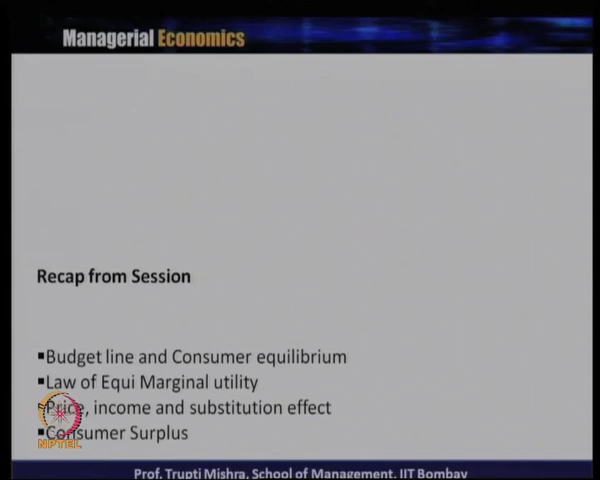 Managerial Economics
Recap from Session
▪Budget line and Consumer equilibrium
▪Law of Equi Marginal utility
▪Price, income and substitution effect
▪Consumer Surplus
NPTEL
Prof. Trupti Mishra, School of Management, IIT Bombay